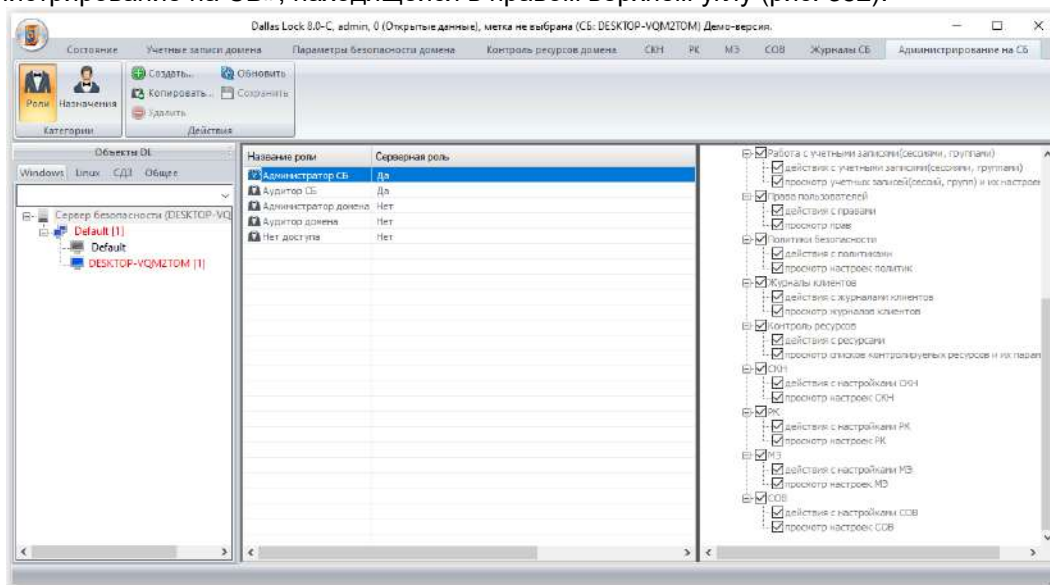 нистрирование на СБ», находящейся в правом верхнем углу (рис. 332).
Dallas Lock 8.0-C, admin, 0 (Открытые данные), метка не выбрана (СБ: DESKTOP-VQM2TOM) Демо-версия.
Состояние Учетные записи домена Параметры безопасности домена Контроль ресурсов домена СКН РК МЭ СОВ Журналы СБ Администрирование на СБ
Роли Назначения
Создать... Обновить
Копировать... Сохранить
Удалить
Категории Действия
Объекты DL
Windows Linux СДЗ Общее
Сервер безопасности (DESKTOP-VQ
Default [1]
Default
DESKTOP-VQM2TOM [1]
Название роли Серверная роль
Администратор СБ Да
Аудитор СБ Да
Администратор домена Нет
Аудитор домена Нет
Нет доступа Нет
Работа с учетными записями(сессиями, группами)
действия с учетными записями(сессиями, группами)
просмотр учетных записей(сессий, групп) и их настроек
Права пользователей
действия с правами
просмотр прав
Политики безопасности
действия с политиками
просмотр настроек политик
Журналы клиентов
действия с журналами клиентов
просмотр журналов клиентов
Контроль ресурсов
действия с ресурсами
просмотр списков контролируемых ресурсов и их парам
СКН
действия с настройками СКН
просмотр настроек СКН
РК
действия с настройками РК
просмотр настроек РК
МЭ
действия с настройками МЭ
просмотр настроек МЭ
СОВ
действия с настройками СОВ
просмотр настроек СОВ